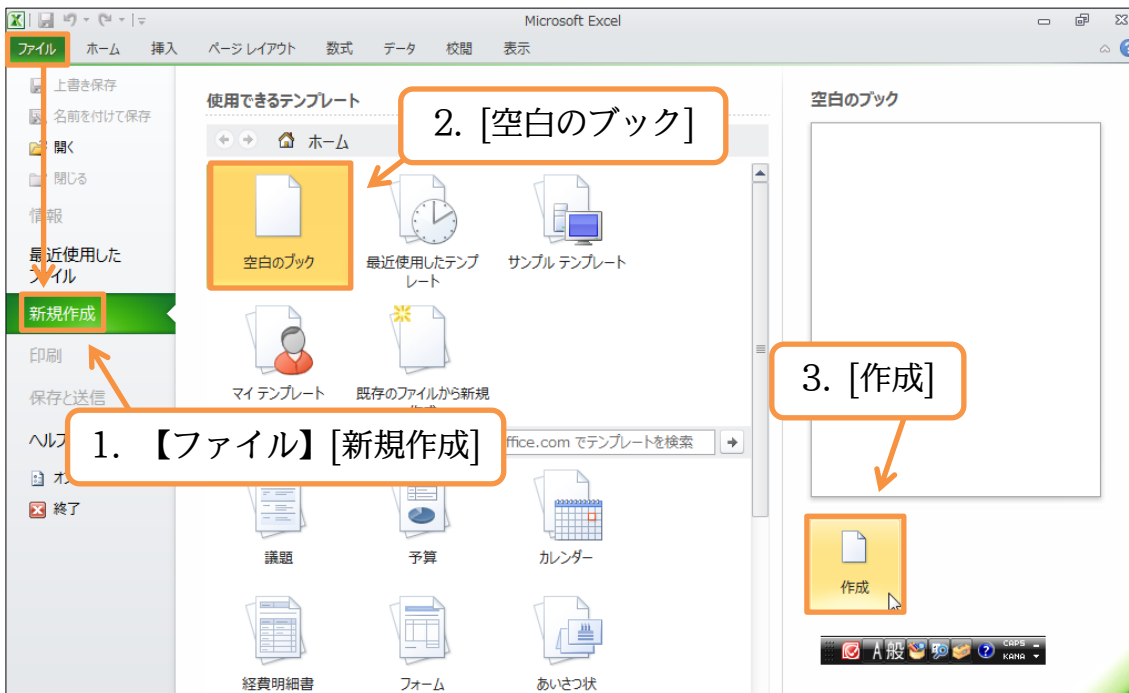 Microsoft Excel
ファイル ホーム 挿入 ページ レイアウト 数式 データ 校閲 表示
上書き保存
名前を付けて保存
開く
閉じる
情報
最近使用した
ファイル
新規作成
印刷
保存と送信
終了
使用できるテンプレート
2. [空白のブック]
ホーム
空白のブック
最近使用したテンプ
レート
サンプル テンプレート
マイ テンプレート
既存のファイルから新規
1. 【ファイル】[新規作成]
でテンプレートを検索
議題
予算
カレンダー
経費明細書
フォーム
あいさつ状
空白のブック
3. [作成]
作成
A 般 CAPS
KANA